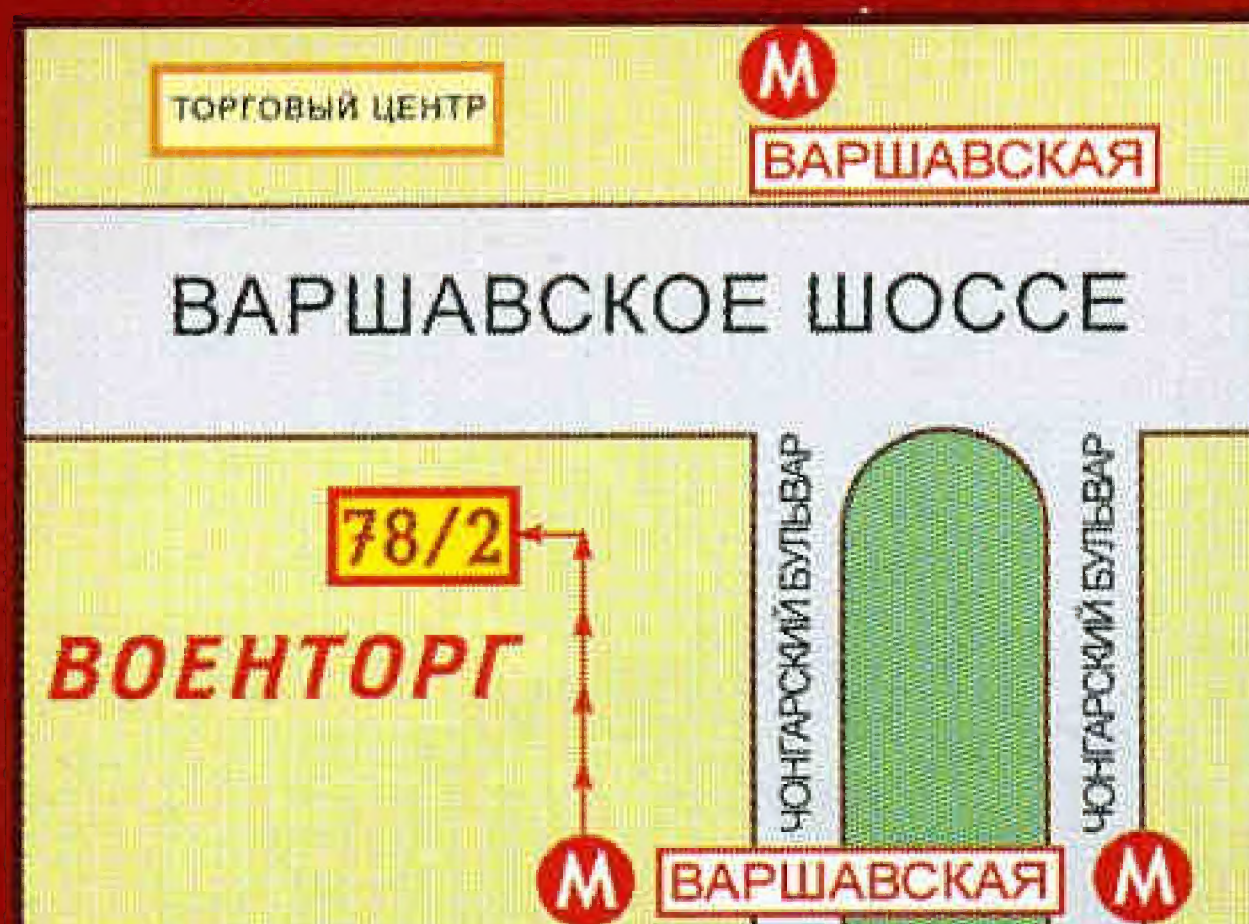 М
ТОРГОВЫЙ ЦЕНТР
ВАРШАВСКАЯ
ВАРШАВСКОЕ ШОССЕ
78/2
ВОЕНТОРГ
ЧОНГАРСКИЙ БУЛЬВАР
ЧОНГАРСКИЙ БУЛЬВАР
М
ВАРШАВСКАЯ
М